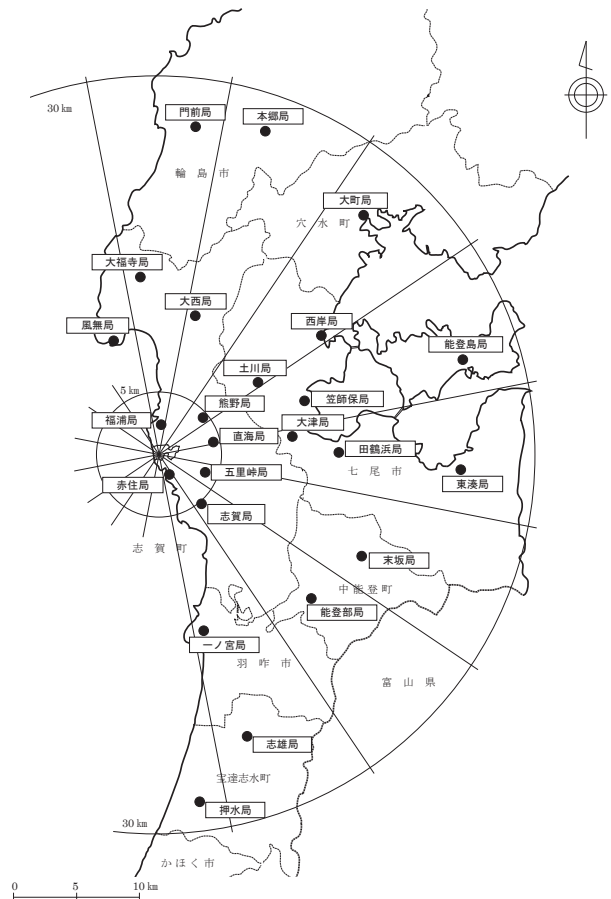 30 km
門前局
本郷局
輪島市
大町局
穴水町
大福寺局
大西局
風無局
西岸局
能登島局
土川局
5 km
笠師保局
熊野局
福浦局
大津局
直海局
田鶴浜局
七尾市
五里峠局
東湊局
赤住局
志賀局
志賀町
末坂局
中能登町
能登部局
一ノ宮局
羽咋市
富山県
志雄局
宝達志水町
押水局
30 km
かほく市
0 5 10 km